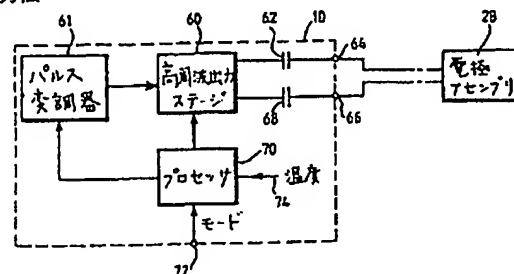 61
60
62
10
64
28
パルス
変調器
高周波出力
ステージ
電極
アセンブリ
68
66
70
プロセッサ
温度
74
モード
72